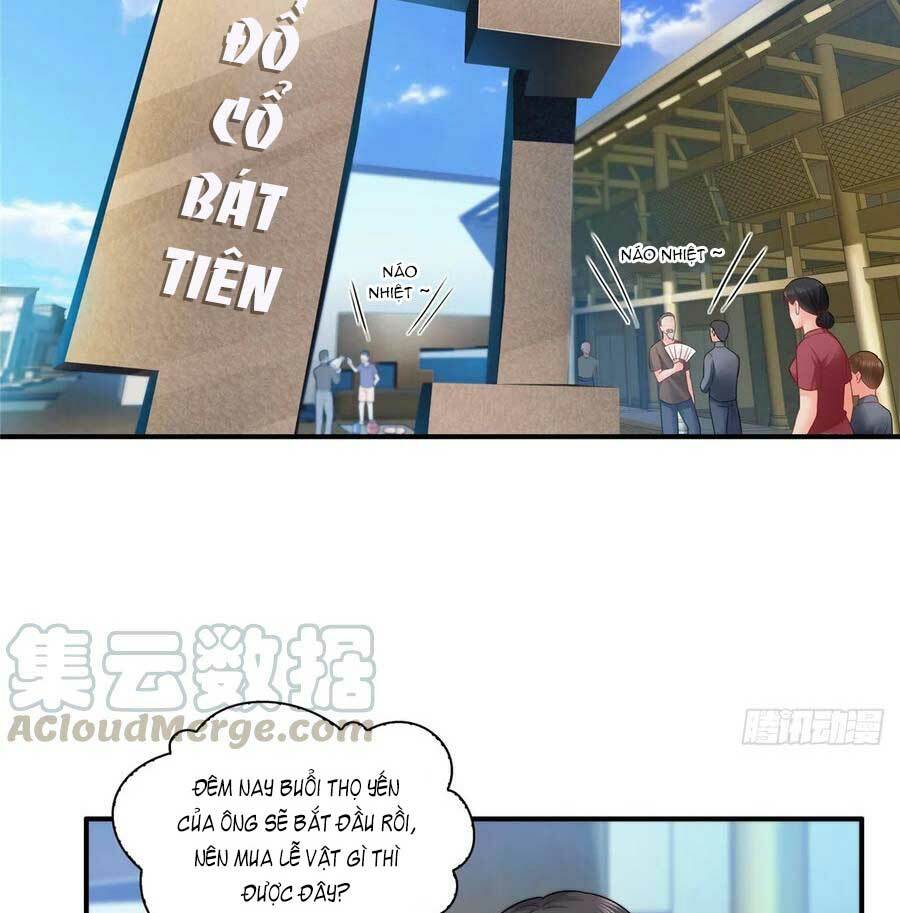 ĐỒ
CỔ
BÁT
TIÊN
NÁO
NHIỆT ~
NÁO NHIỆT ~
集云数据
ACloudMerge.com
腾讯动漫
ĐÊM NAY BUỔI THỌ YẾN
CỦA ÔNG SẼ BẮT ĐẦU RỒI,
NÊN MUA LỄ VẬT GÌ THÌ
ĐƯỢC ĐÂY?